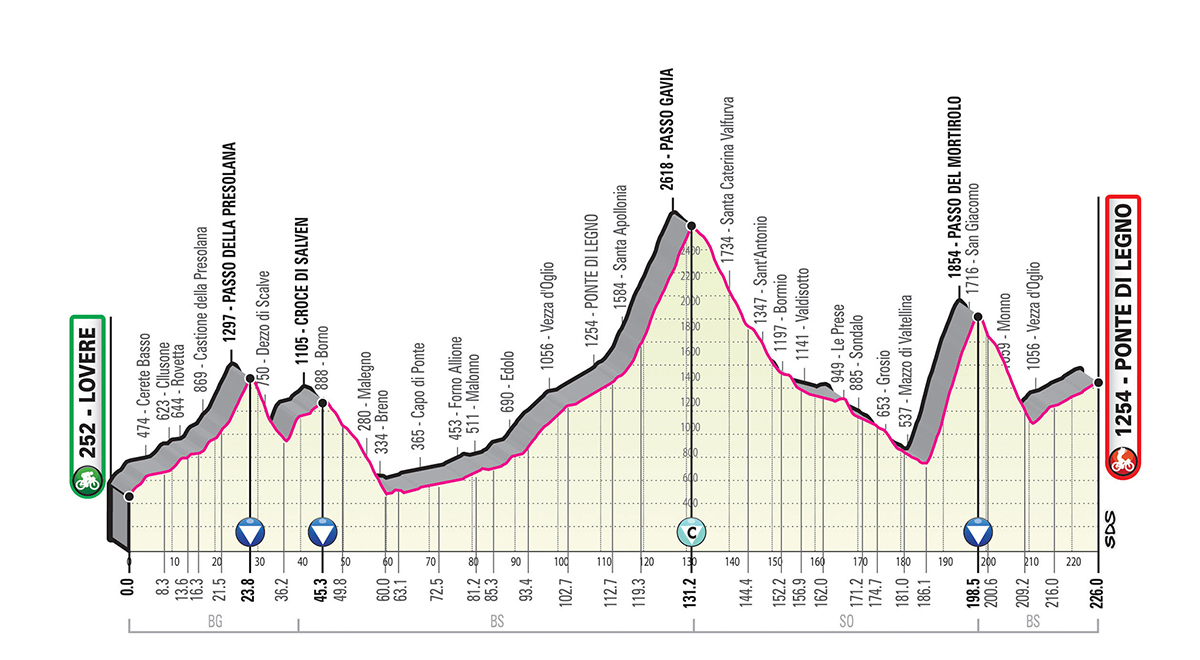 252 - LOVERE
474 - Cerete Basso
623 - Clusone
644 - Rovetta
869 - Castione della Presolana
1297 - PASSO DELLA PRESOLANA
750 - Dezzo di Scalve
1105 - CROCE DI SALVEN
888 - Borno
280 - Malegno
334 - Breno
365 - Capo di Ponte
453 - Forno Allione
511 - Malonno
690 - Edolo
1056 - Vezza d'Oglio
1254 - PONTE DI LEGNO
1584 - Santa Apollonia
2618 - PASSO GAVIA
1734 - Santa Caterina Valfurva
1347 - Sant'Antonio
1197 - Bormio
1141 - Valdisotto
949 - Le Prese
885 - Sondalo
653 - Grosio
537 - Mazzo di Valtellina
1854 - PASSO DEL MORTIROLO
1716 - San Giacomo
- Monno
1056 - Vezza d'Oglio
1254 - PONTE DI LEGNO
2400
2200
2000
1800
1600
1400
1200
1000
800
600
400
C
SDS
0 10 20 30 40 50 60 70 80 90 100 110 120 130 140 150 160 170 180 190 200 210 220
0.0 8.3 13.6 16.3 21.5 23.8 36.2 45.3 49.8 60.0 63.1 72.5 81.2 85.3 93.4 102.7 112.7 119.3 131.2 144.4 152.2 156.9 162.0 171.2 174.7 181.0 186.1 198.5 200.6 209.2 216.0 226.0
BG BS SO BS